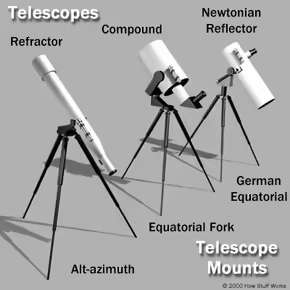 Telescopes
Refractor
Compound
Newtonian
Reflector
German
Equatorial
Equatorial Fork
Alt-azimuth
Telescope
Mounts
© 2000 How Stuff Works